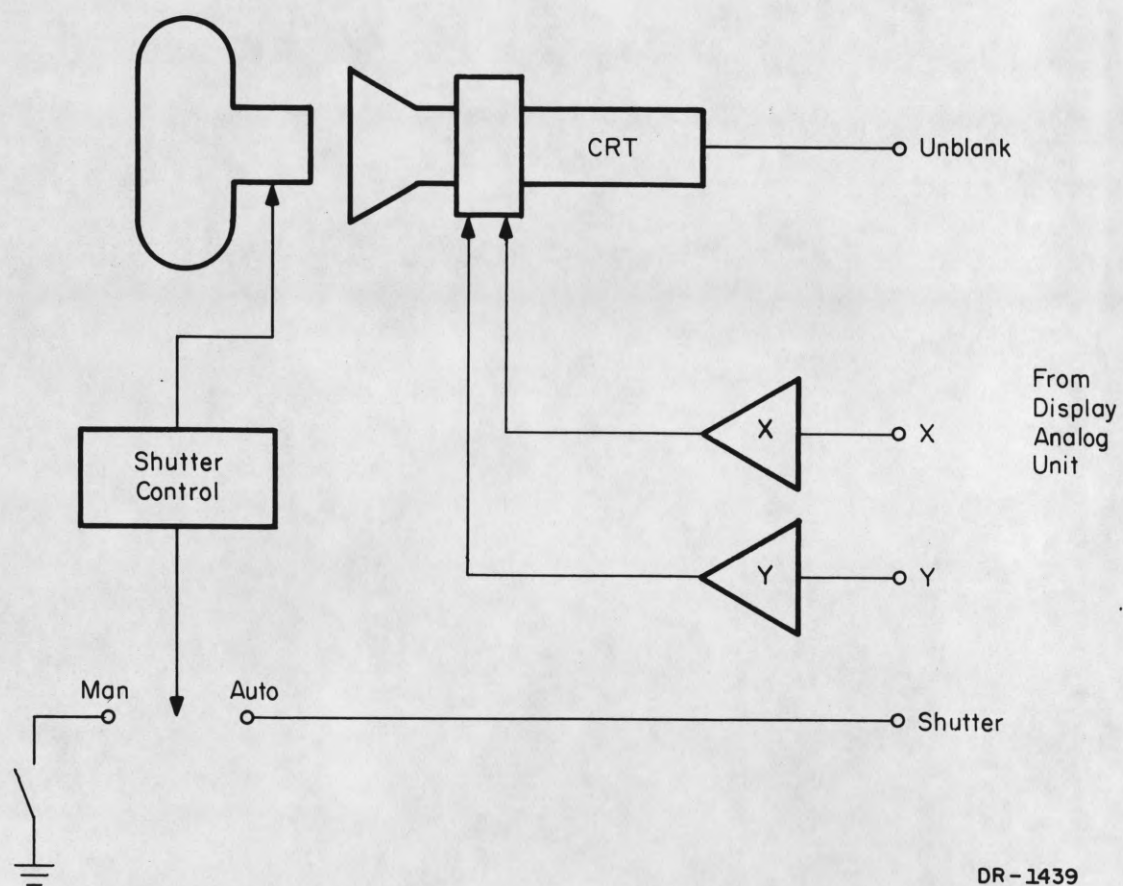 CRT
Unblank
X
X
From
Display
Analog
Unit
Shutter
Control
Y
Y
Man
Auto
Shutter
DR-1439